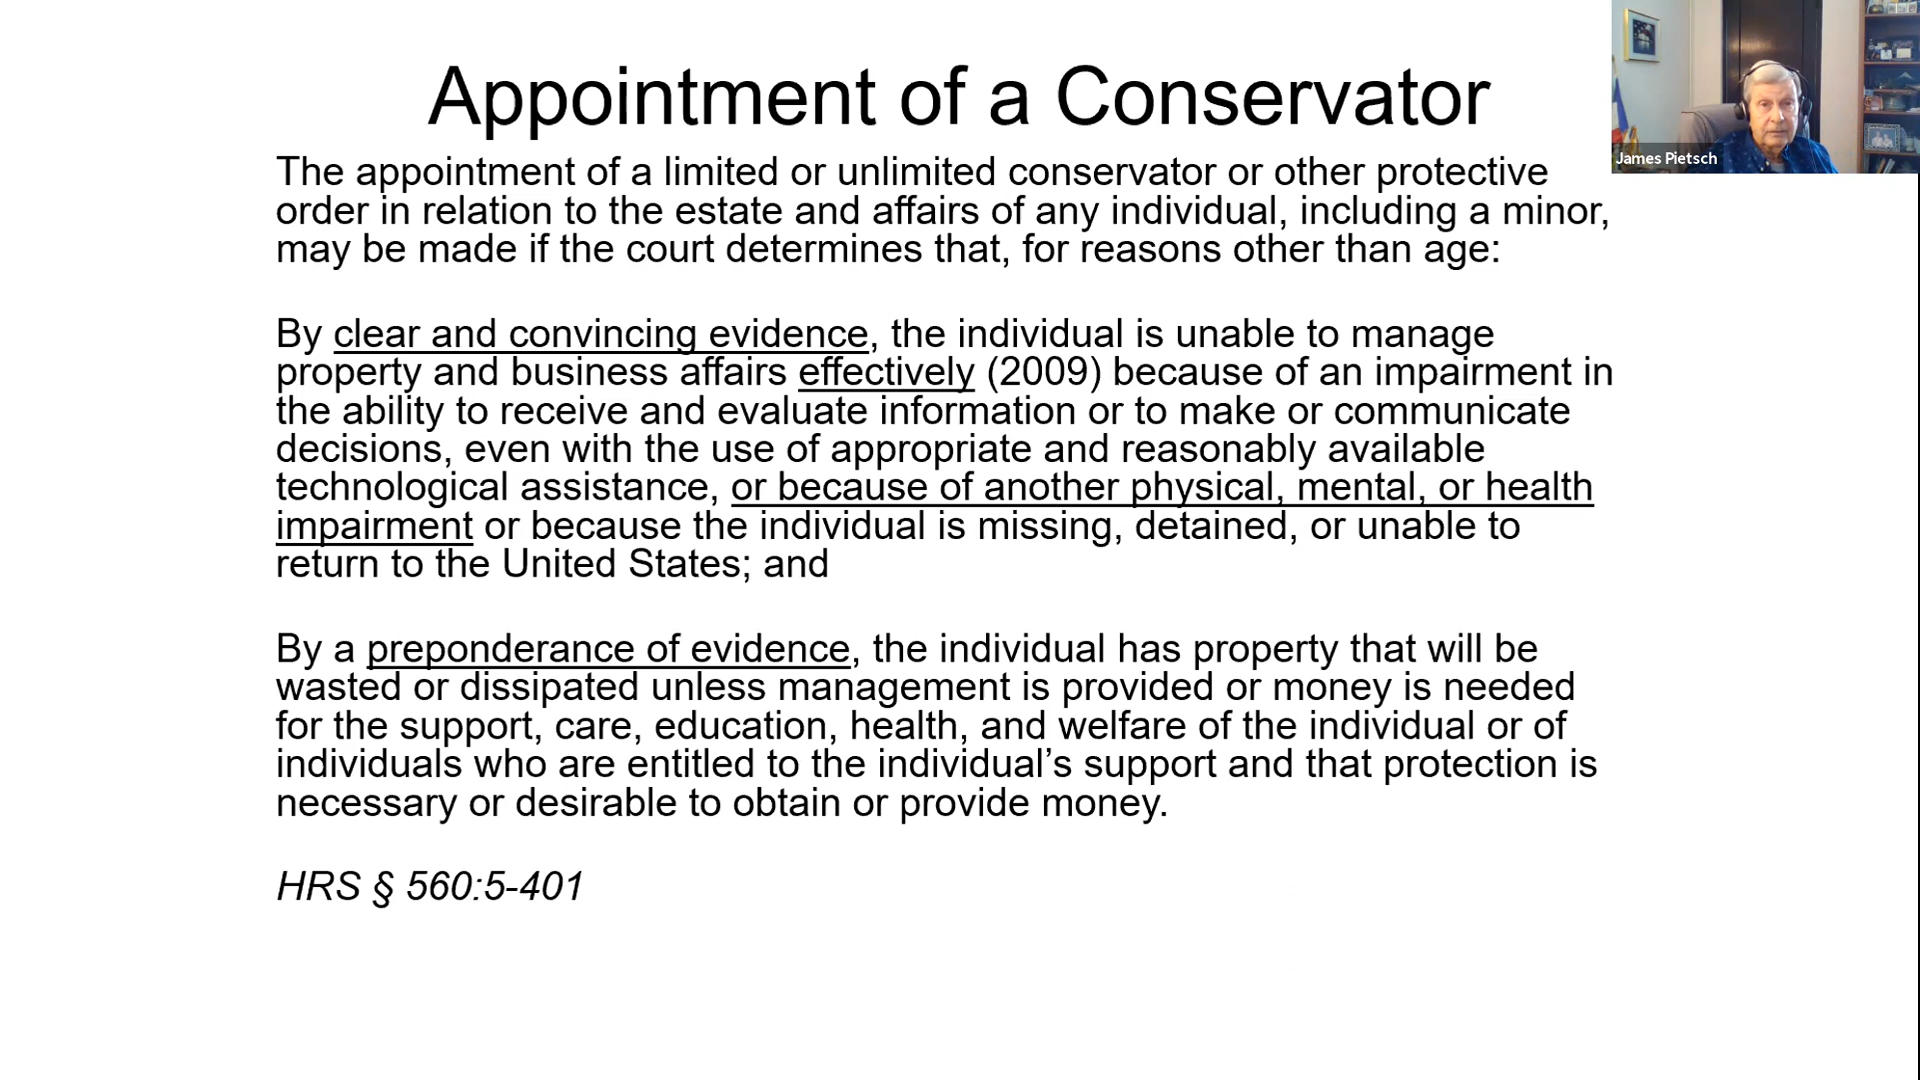 Appointment of a Conservator
James Pietsch
The appointment of a limited or unlimited conservator or other protective
order in relation to the estate and affairs of any individual, including a minor,
may be made if the court determines that, for reasons other than age:
By clear and convincing evidence, the individual is unable to manage
property and business affairs effectively (2009) because of an impairment in
the ability to receive and evaluate information or to make or communicate
decisions, even with the use of appropriate and reasonably available
technological assistance, or because of another physical, mental, or health
impairment or because the individual is missing, detained, or unable to
return to the United States; and
By a preponderance of evidence, the individual has property that will be
wasted or dissipated unless management is provided or money is needed
for the support, care, education, health, and welfare of the individual or of
individuals who are entitled to the individual’s support and that protection is
necessary or desirable to obtain or provide money.
HRS § 560:5-401